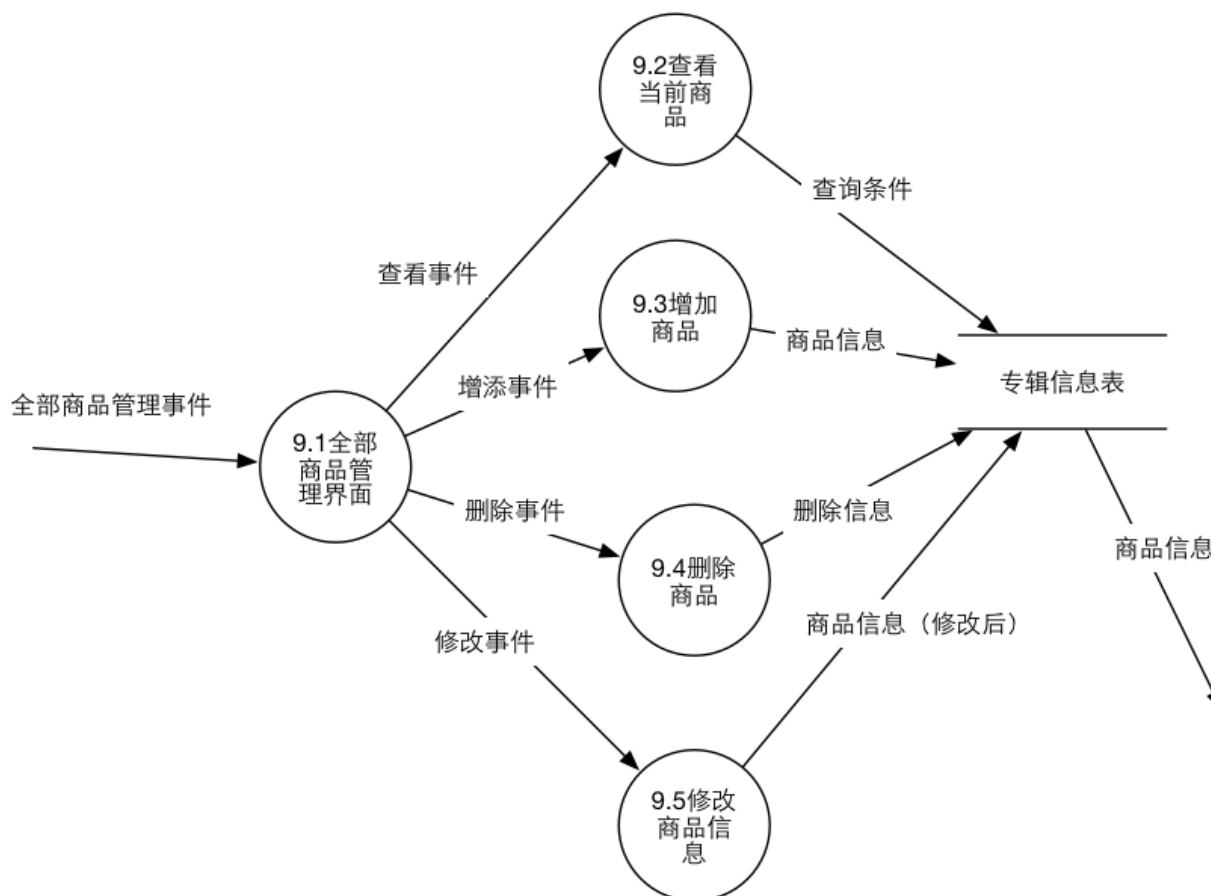 9.2查看
当前商
品
查询条件
查看事件
9.3增加
商品
商品信息
增添事件
专辑信息表
全部商品管理事件
9.1全部
商品管
理界面
删除事件
删除信息
9.4删除
商品
商品信息
修改事件
商品信息（修改后）
9.5修改
商品信
息